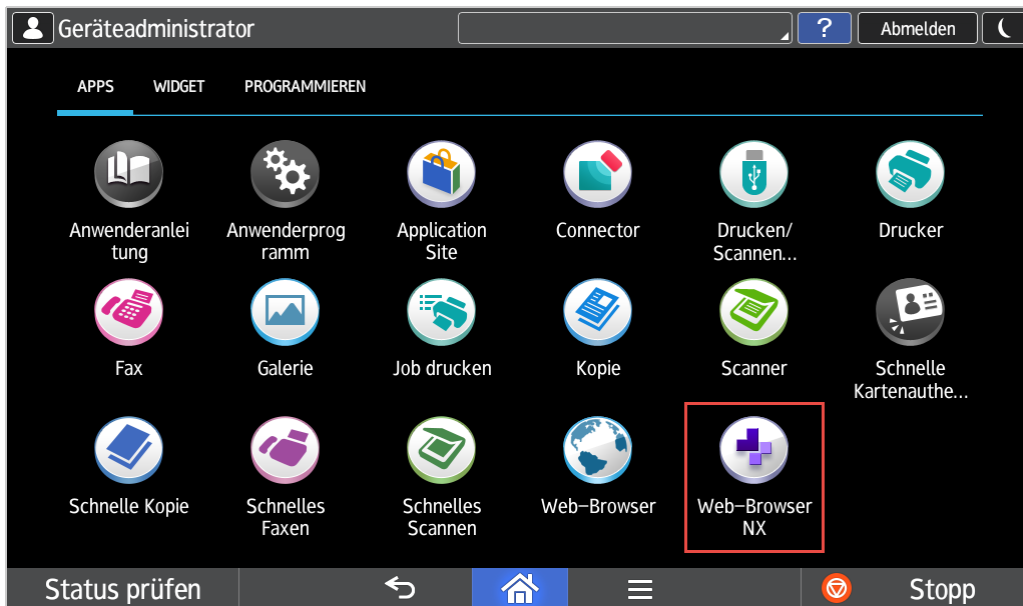 Geräteadministrator
? Abmelden
APPS WIDGET PROGRAMMIEREN
Anwenderanlei
tung
Anwenderprog
ramm
Application
Site
Connector
Drucken/
Scannen...
Drucker
Fax
Galerie
Job drucken
Kopie
Scanner
Schnelle
Kartenauthe...
Schnelle Kopie
Schnelles
Faxen
Schnelles
Scannen
Web-Browser
Web-Browser
NX
Status prüfen
Stopp